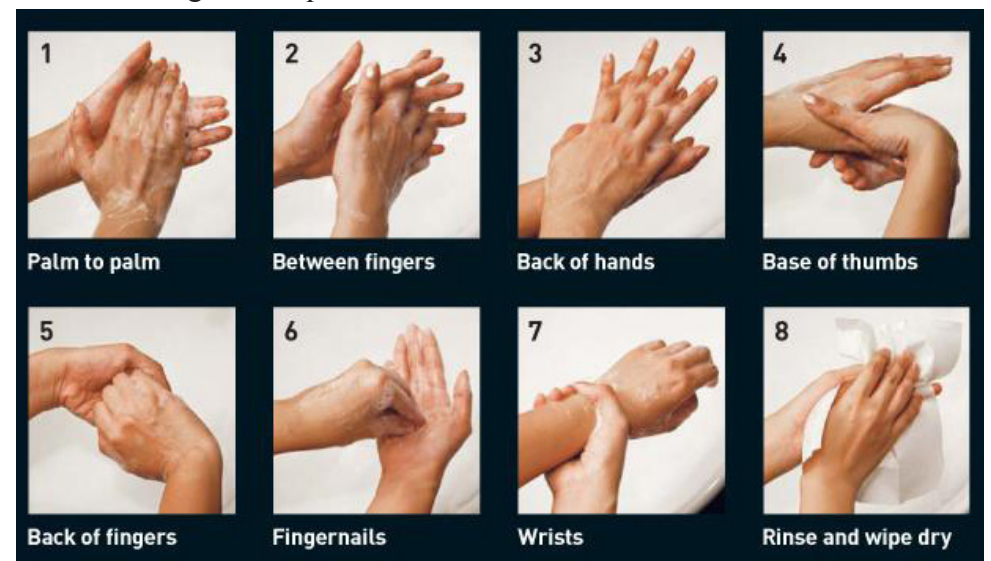 1
Palm to palm
2
Between fingers
3
Back of hands
4
Base of thumbs
5
Back of fingers
6
Fingernails
7
Wrists
8
Rinse and wipe dry